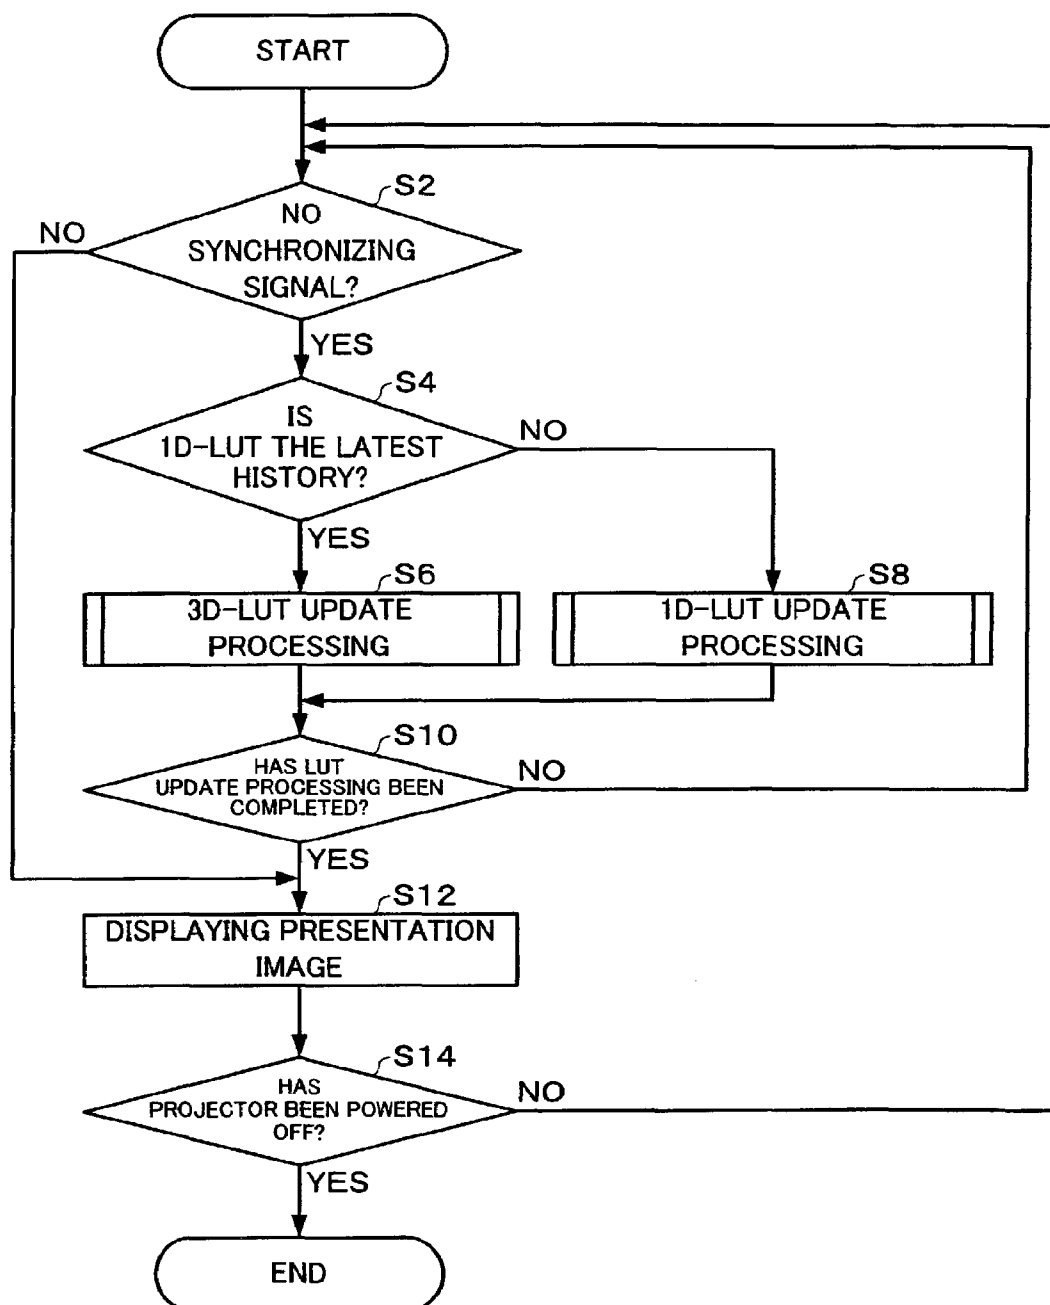 START
S2
NO
NO
SYNCHRONIZING
SIGNAL?
YES
S4
IS
1D-LUT THE LATEST
HISTORY?
NO
YES
S6
3D-LUT UPDATE
PROCESSING
S8
1D-LUT UPDATE
PROCESSING
S10
HAS LUT
UPDATE PROCESSING BEEN
COMPLETED?
NO
YES
S12
DISPLAYING PRESENTATION
IMAGE
S14
HAS
PROJECTOR BEEN POWERED
OFF?
NO
YES
END